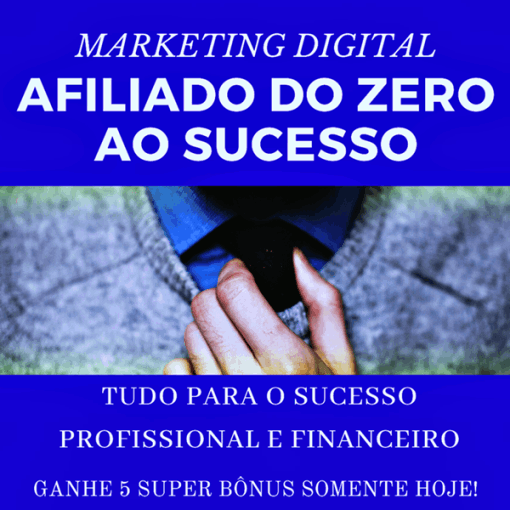 MARKETING DIGITAL
AFILIADO DO ZERO
AO SUCESSO
TUDO PARA O SUCESSO
PROFISSIONAL E FINANCEIRO
GANHE 5 SUPER BÔNUS SOMENTE HOJE!